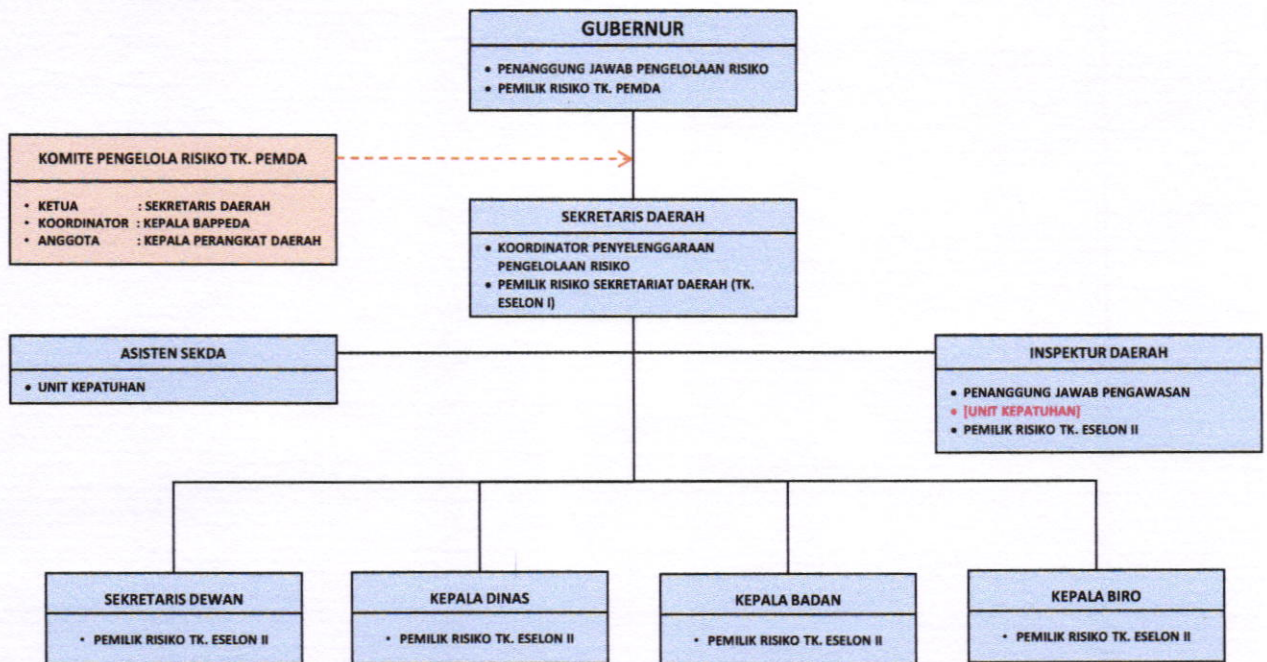 GUBERNUR
• PENANGGUNG JAWAB PENGELOLAAN RISIKO
• PEMILIK RISIKO TK. PEMDA
KOMITE PENGELOLA RISIKO TK. PEMDA
• KETUA : SEKRETARIS DAERAH
• KOORDINATOR : KEPALA BAPPEDA
• ANGGOTA : KEPALA PERANGKAT DAERAH
SEKRETARIS DAERAH
• KOORDINATOR PENYELENGGARAAN
PENGELOLAAN RISIKO
• PEMILIK RISIKO SEKRETARIAT DAERAH (TK.
ESELON I)
ASISTEN SEKDA
• UNIT KEPATUHAN
INSPEKTUR DAERAH
• PENANGGUNG JAWAB PENGAWASAN
• [UNIT KEPATUHAN]
• PEMILIK RISIKO TK. ESELON II
SEKRETARIS DEWAN
• PEMILIK RISIKO TK. ESELON II
KEPALA DINAS
• PEMILIK RISIKO TK. ESELON II
KEPALA BADAN
• PEMILIK RISIKO TK. ESELON II
KEPALA BIRO
• PEMILIK RISIKO TK. ESELON II